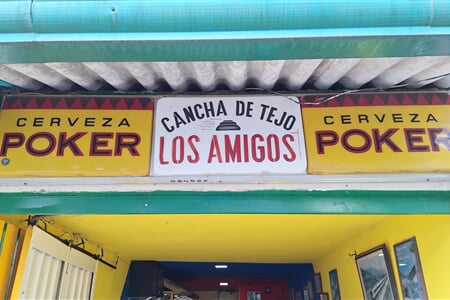 CERVEZA
POKER
CANCHA DE TEJO
LOS AMIGOS
CERVEZA
POKER